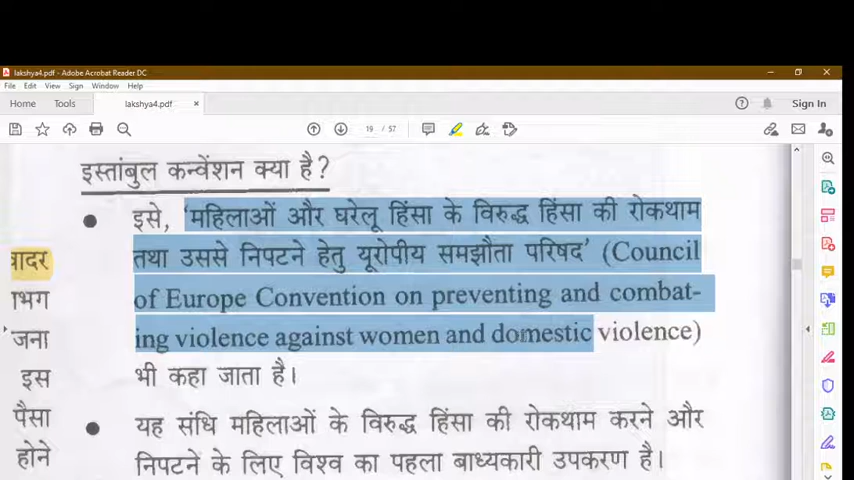 lakshya4.pdf - Adobe Acrobat Reader DC
File Edit View Sign Window Help
Home Tools lakshya4.pdf × Sign In
19 / 57
इस्तांबुल कन्वेंशन क्या है?
● इसे, 'महिलाओं और घरेलू हिंसा के विरुद्ध हिंसा की रोकथाम
तथा उससे निपटने हेतु यूरोपीय समझौता परिषद' (Council
of Europe Convention on preventing and combat-
ing violence against women and domestic violence)
भी कहा जाता है।
● यह संधि महिलाओं के विरुद्ध हिंसा की रोकथाम करने और
निपटने के लिए विश्व का पहला बाध्यकारी उपकरण है।
ादर
भग
जना
इस
पैसा
होने